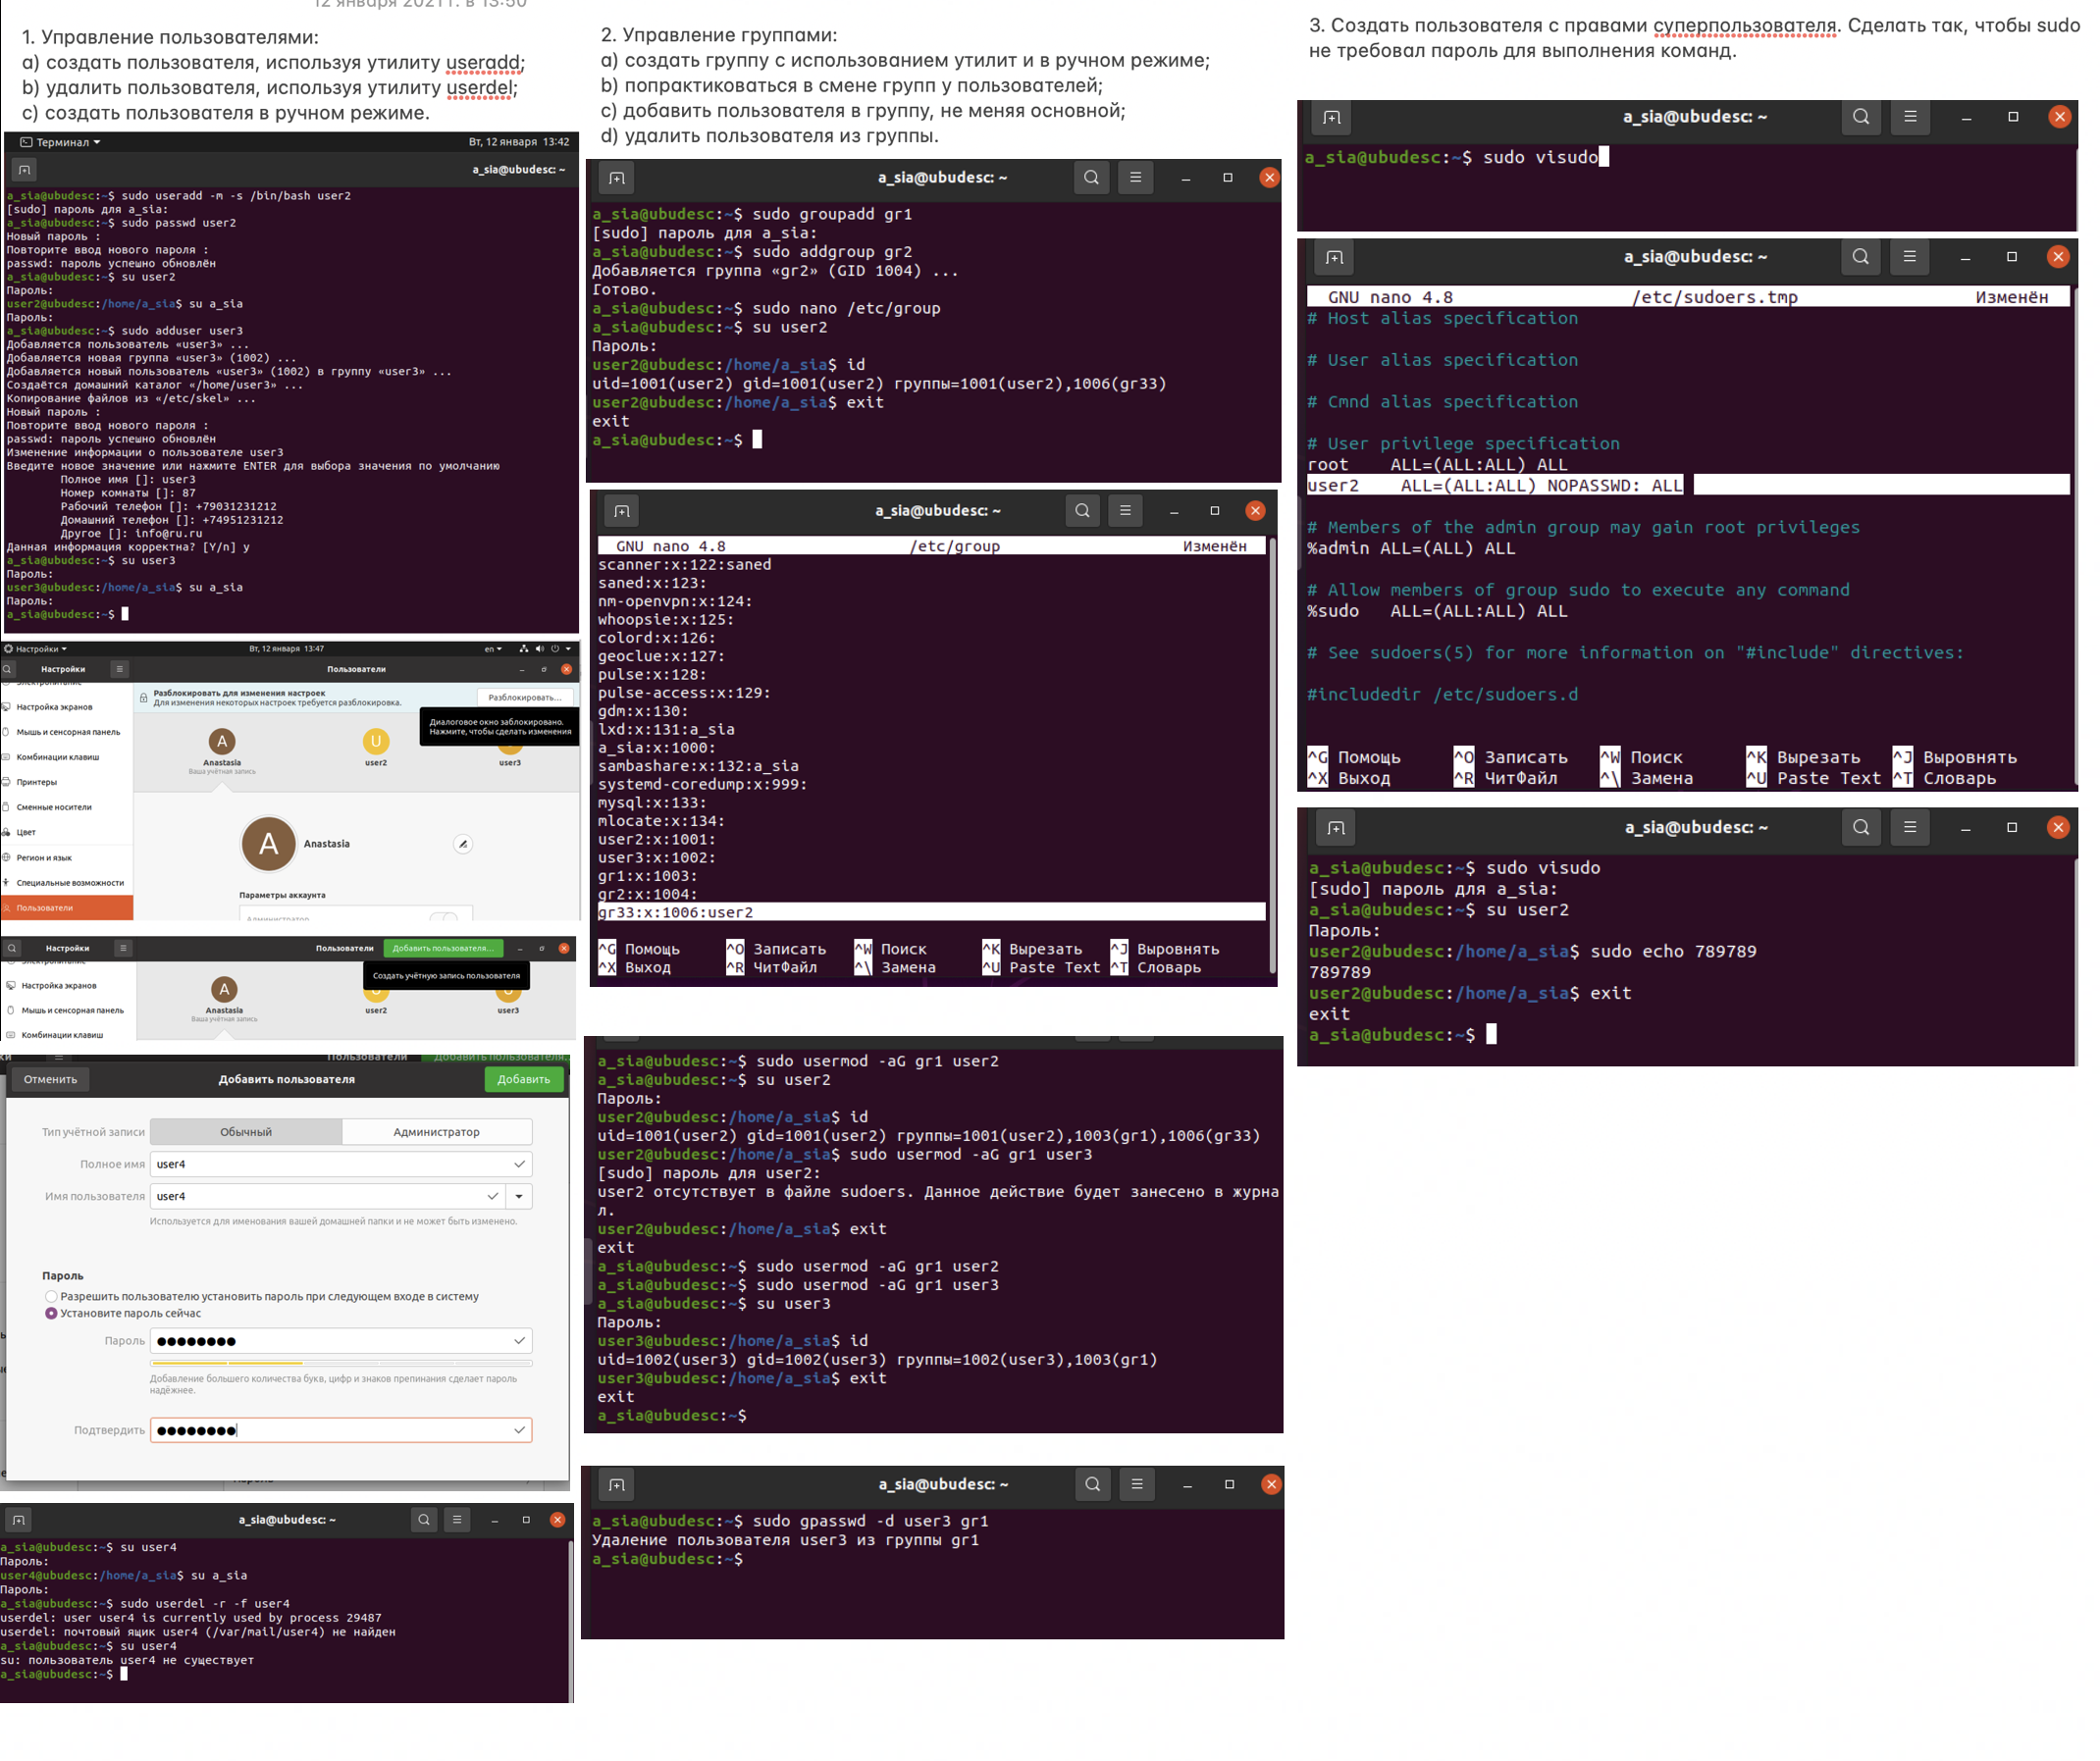 12 января 2021 г. в 13:50
1. Управление пользователями:
a) создать пользователя, используя утилиту useradd;
b) удалить пользователя, используя утилиту userdel;
c) создать пользователя в ручном режиме.
Терминал
Вт, 12 января 13:42
a_sia@ubudesc: ~
a_sia@ubudesc:~$ sudo useradd -m -s /bin/bash user2
[sudo] пароль для a_sia:
a_sia@ubudesc:~$ sudo passwd user2
Новый пароль :
Повторите ввод нового пароля :
passwd: пароль успешно обновлён
a_sia@ubudesc:~$ su user2
Пароль:
user2@ubudesc:/home/a_sia$ su a_sia
Пароль:
a_sia@ubudesc:~$ sudo adduser user3
Добавляется пользователь «user3» ...
Добавляется новая группа «user3» (1002) ...
Добавляется новый пользователь «user3» (1002) в группу «user3» ...
Создаётся домашний каталог «/home/user3» ...
Копирование файлов из «/etc/skel» ...
Новый пароль :
Повторите ввод нового пароля :
passwd: пароль успешно обновлён
Изменение информации о пользователе user3
Введите новое значение или нажмите ENTER для выбора значения по умолчанию
Полное имя []: user3
Номер комнаты []: 87
Рабочий телефон []: +79031231212
Домашний телефон []: +74951231212
Другое []: info@ru.ru
Данная информация корректна? [Y/n] y
a_sia@ubudesc:~$ su user3
Пароль:
user3@ubudesc:/home/a_sia$ su a_sia
Пароль:
a_sia@ubudesc:~$
Настройки
Вт, 12 января 13:47
en
Настройки
Пользователи
Электропитание
Настройка экранов
Мышь и сенсорная панель
Комбинации клавиш
Принтеры
Сменные носители
Цвет
Регион и язык
Специальные возможности
Пользователи
Разблокировать для изменения настроек
Для изменения некоторых настроек требуется разблокировка.
Разблокировать...
Диалоговое окно заблокировано.
Нажмите, чтобы сделать изменения
A
U
Anastasia
Ваша учётная запись
user2
user3
A
Anastasia
Параметры аккаунта
Администратор
Настройки
Пользователи
Добавить пользователя...
Электропитание
Настройка экранов
Мышь и сенсорная панель
Комбинации клавиш
Создать учётную запись пользователя
A
Anastasia
Ваша учётная запись
user2
user3
Пользователи
Добавить пользователя...
Отменить
Добавить пользователя
Добавить
Тип учётной записи
Обычный
Администратор
Полное имя
user4
Имя пользователя
user4
Используется для именования вашей домашней папки и не может быть изменено.
Пароль
Разрешить пользователю установить пароль при следующем входе в систему
Установите пароль сейчас
Пароль
●●●●●●●●
Добавление большего количества букв, цифр и знаков препинания сделает пароль
надёжнее.
Подтвердить
●●●●●●●●
a_sia@ubudesc: ~
a_sia@ubudesc:~$ su user4
Пароль:
user4@ubudesc:/home/a_sia$ su a_sia
Пароль:
a_sia@ubudesc:~$ sudo userdel -r -f user4
userdel: user user4 is currently used by process 29487
userdel: почтовый ящик user4 (/var/mail/user4) не найден
a_sia@ubudesc:~$ su user4
su: пользователь user4 не существует
a_sia@ubudesc:~$
2. Управление группами:
a) создать группу с использованием утилит и в ручном режиме;
b) попрактиковаться в смене групп у пользователей;
c) добавить пользователя в группу, не меняя основной;
d) удалить пользователя из группы.
a_sia@ubudesc: ~
a_sia@ubudesc:~$ sudo groupadd gr1
[sudo] пароль для a_sia:
a_sia@ubudesc:~$ sudo addgroup gr2
Добавляется группа «gr2» (GID 1004) ...
Готово.
a_sia@ubudesc:~$ sudo nano /etc/group
a_sia@ubudesc:~$ su user2
Пароль:
user2@ubudesc:/home/a_sia$ id
uid=1001(user2) gid=1001(user2) группы=1001(user2),1006(gr33)
user2@ubudesc:/home/a_sia$ exit
exit
a_sia@ubudesc:~$
a_sia@ubudesc: ~
GNU nano 4.8 /etc/group Изменён
scanner:x:122:saned
saned:x:123:
nm-openvpn:x:124:
whoopsie:x:125:
colord:x:126:
geoclue:x:127:
pulse:x:128:
pulse-access:x:129:
gdm:x:130:
lxd:x:131:a_sia
a_sia:x:1000:
sambashare:x:132:a_sia
systemd-coredump:x:999:
mysql:x:133:
mlocate:x:134:
user2:x:1001:
user3:x:1002:
gr1:x:1003:
gr2:x:1004:
gr33:x:1006:user2
^G Помощь ^O Записать ^W Поиск ^K Вырезать ^J Выровнять
^X Выход ^R ЧитФайл ^\ Замена ^U Paste Text ^T Словарь
a_sia@ubudesc:~$ sudo usermod -aG gr1 user2
a_sia@ubudesc:~$ su user2
Пароль:
user2@ubudesc:/home/a_sia$ id
uid=1001(user2) gid=1001(user2) группы=1001(user2),1003(gr1),1006(gr33)
user2@ubudesc:/home/a_sia$ sudo usermod -aG gr1 user3
[sudo] пароль для user2:
user2 отсутствует в файле sudoers. Данное действие будет занесено в журна
л.
user2@ubudesc:/home/a_sia$ exit
exit
a_sia@ubudesc:~$ sudo usermod -aG gr1 user2
a_sia@ubudesc:~$ sudo usermod -aG gr1 user3
a_sia@ubudesc:~$ su user3
Пароль:
user3@ubudesc:/home/a_sia$ id
uid=1002(user3) gid=1002(user3) группы=1002(user3),1003(gr1)
user3@ubudesc:/home/a_sia$ exit
exit
a_sia@ubudesc:~$
a_sia@ubudesc: ~
a_sia@ubudesc:~$ sudo gpasswd -d user3 gr1
Удаление пользователя user3 из группы gr1
a_sia@ubudesc:~$
3. Создать пользователя с правами суперпользователя. Сделать так, чтобы sudo
не требовал пароль для выполнения команд.
a_sia@ubudesc: ~
a_sia@ubudesc:~$ sudo visudo
a_sia@ubudesc: ~
GNU nano 4.8 /etc/sudoers.tmp Изменён
# Host alias specification
# User alias specification
# Cmnd alias specification
# User privilege specification
root ALL=(ALL:ALL) ALL
user2 ALL=(ALL:ALL) NOPASSWD: ALL
# Members of the admin group may gain root privileges
%admin ALL=(ALL) ALL
# Allow members of group sudo to execute any command
%sudo ALL=(ALL:ALL) ALL
# See sudoers(5) for more information on "#include" directives:
#includedir /etc/sudoers.d
^G Помощь ^O Записать ^W Поиск ^K Вырезать ^J Выровнять
^X Выход ^R ЧитФайл ^\ Замена ^U Paste Text ^T Словарь
a_sia@ubudesc: ~
a_sia@ubudesc:~$ sudo visudo
[sudo] пароль для a_sia:
a_sia@ubudesc:~$ su user2
Пароль:
user2@ubudesc:/home/a_sia$ sudo echo 789789
789789
user2@ubudesc:/home/a_sia$ exit
exit
a_sia@ubudesc:~$